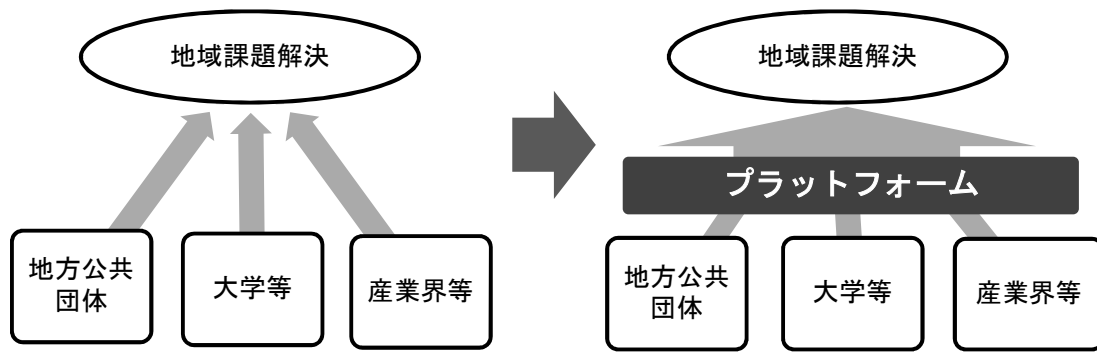 地域課題解決
地方公共
団体
大学等
産業界等
地域課題解決
プラットフォーム
地方公共
団体
大学等
産業界等